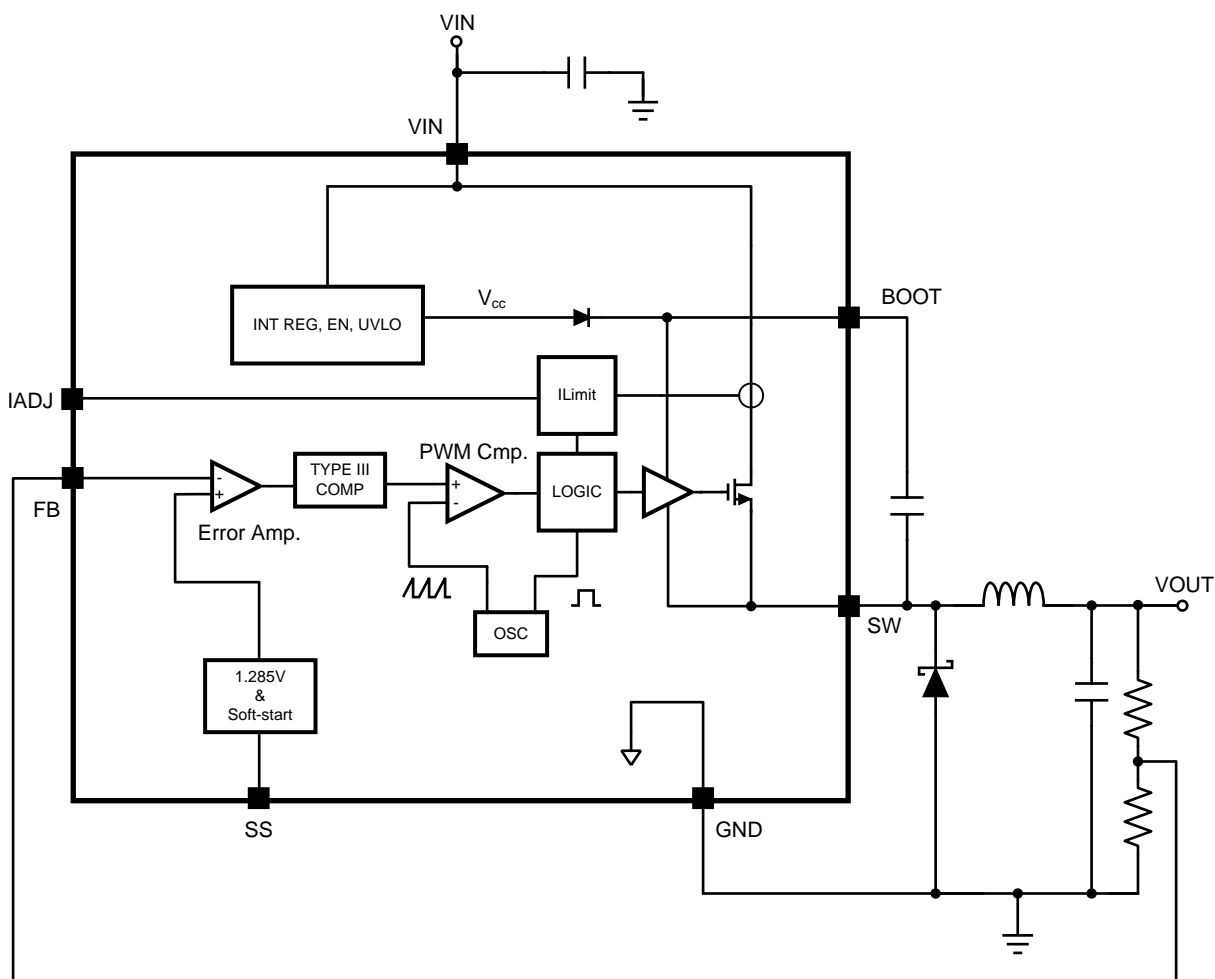 VIN
VIN
BOOT
V_cc
INT REG, EN, UVLO
ILimit
IADJ
PWM Cmp.
TYPE III
COMP
LOGIC
-
+
+
-
FB
Error Amp.
VOUT
SW
OSC
1.285V
&
Soft-start
SS
GND